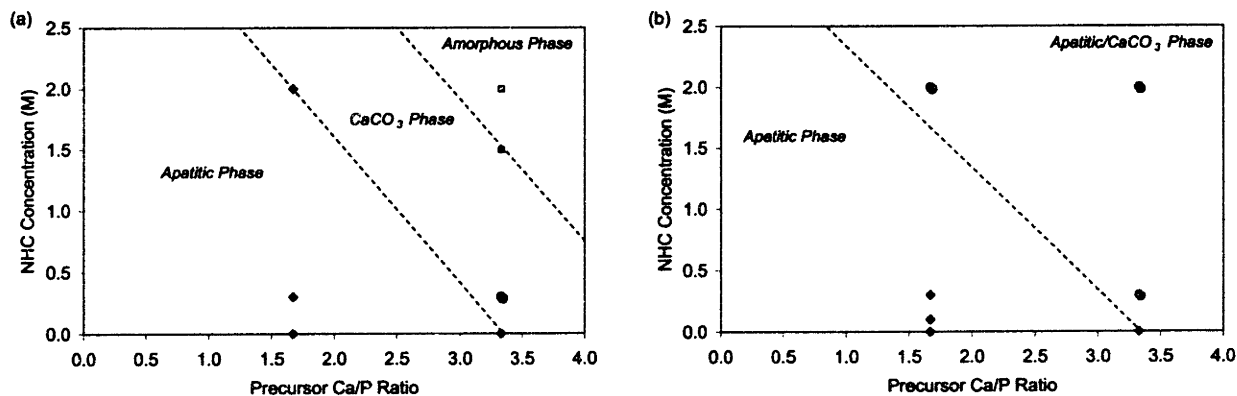 (a)
2.5
2.0
1.5
1.0
0.5
0.0
NHC Concentration (M)
Amorphous Phase
CaCO3 Phase
Apatitic Phase
0.0 0.5 1.0 1.5 2.0 2.5 3.0 3.5 4.0
Precursor Ca/P Ratio
(b)
2.5
2.0
1.5
1.0
0.5
0.0
NHC Concentration (M)
Apatitic/CaCO3 Phase
Apatitic Phase
0.0 0.5 1.0 1.5 2.0 2.5 3.0 3.5 4.0
Precursor Ca/P Ratio